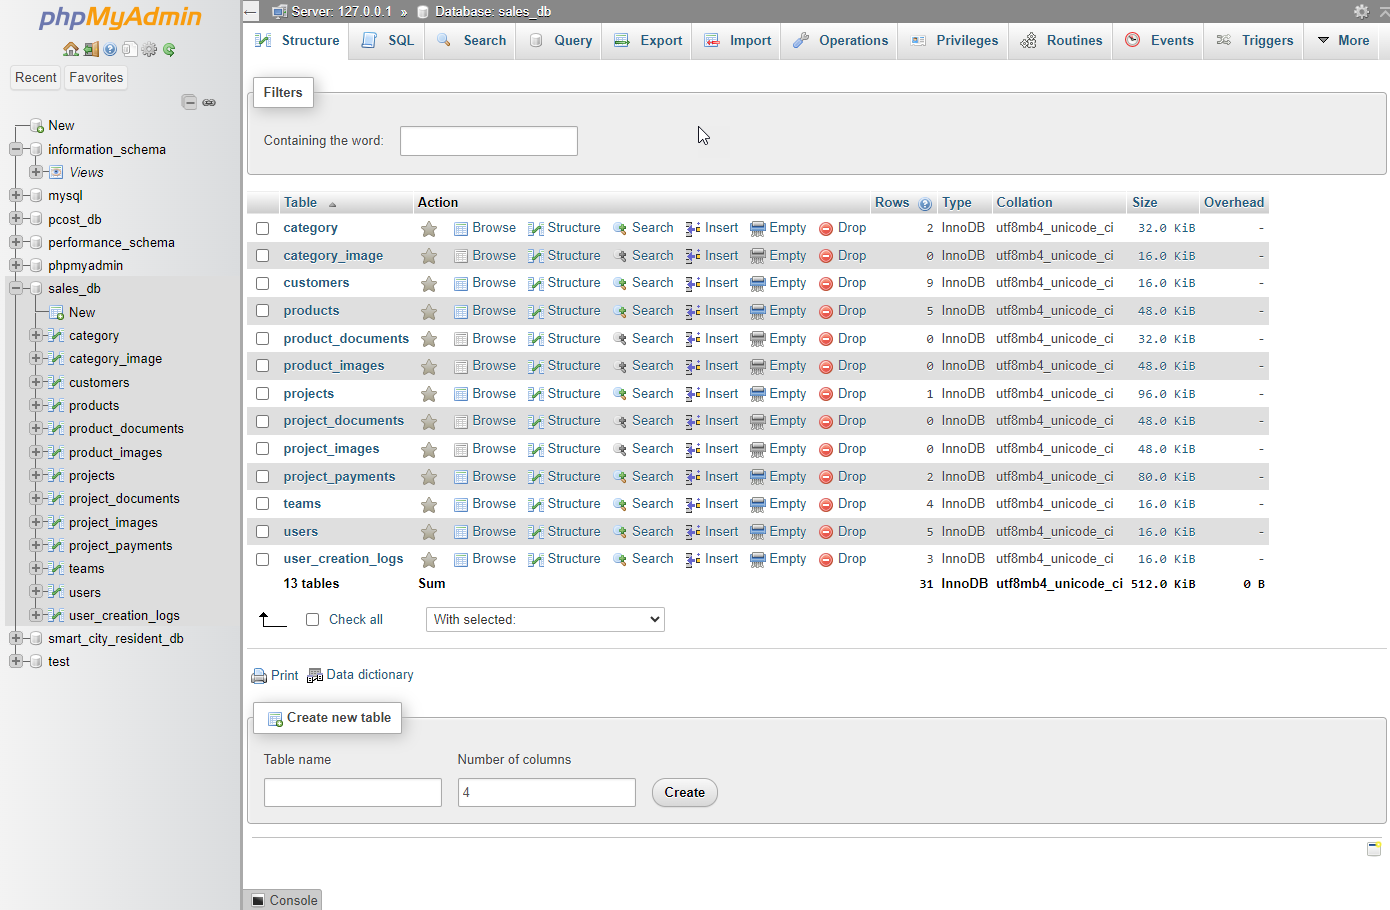 phpMyAdmin
Recent Favorites
New
information_schema
Views
mysql
pcost_db
performance_schema
phpmyadmin
sales_db
New
category
category_image
customers
products
product_documents
product_images
projects
project_documents
project_images
project_payments
teams
users
user_creation_logs
smart_city_resident_db
test
Server: 127.0.0.1 » Database: sales_db
Structure SQL Search Query Export Import Operations Privileges Routines Events Triggers More
Filters
Containing the word:
Table Action Rows Type Collation Size Overhead
category Browse Structure Search Insert Empty Drop 2 InnoDB utf8mb4_unicode_ci 32.0 KiB -
category_image Browse Structure Search Insert Empty Drop 0 InnoDB utf8mb4_unicode_ci 16.0 KiB -
customers Browse Structure Search Insert Empty Drop 9 InnoDB utf8mb4_unicode_ci 16.0 KiB -
products Browse Structure Search Insert Empty Drop 5 InnoDB utf8mb4_unicode_ci 48.0 KiB -
product_documents Browse Structure Search Insert Empty Drop 0 InnoDB utf8mb4_unicode_ci 32.0 KiB -
product_images Browse Structure Search Insert Empty Drop 0 InnoDB utf8mb4_unicode_ci 48.0 KiB -
projects Browse Structure Search Insert Empty Drop 1 InnoDB utf8mb4_unicode_ci 96.0 KiB -
project_documents Browse Structure Search Insert Empty Drop 0 InnoDB utf8mb4_unicode_ci 48.0 KiB -
project_images Browse Structure Search Insert Empty Drop 0 InnoDB utf8mb4_unicode_ci 48.0 KiB -
project_payments Browse Structure Search Insert Empty Drop 2 InnoDB utf8mb4_unicode_ci 80.0 KiB -
teams Browse Structure Search Insert Empty Drop 4 InnoDB utf8mb4_unicode_ci 16.0 KiB -
users Browse Structure Search Insert Empty Drop 5 InnoDB utf8mb4_unicode_ci 16.0 KiB -
user_creation_logs Browse Structure Search Insert Empty Drop 3 InnoDB utf8mb4_unicode_ci 16.0 KiB -
13 tables Sum 31 InnoDB utf8mb4_unicode_ci 512.0 KiB 0 B
Check all With selected:
Print Data dictionary
Create new table
Table name Number of columns
4 Create
Console